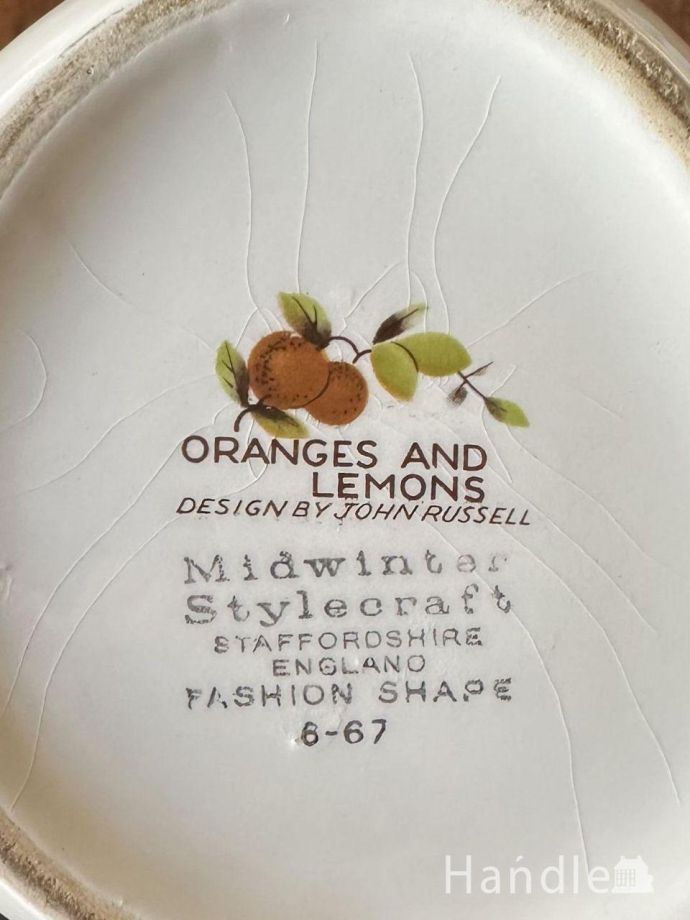 ORANGES AND
LEMONS
DESIGN BY JOHN RUSSELL
Midwinter
Stylecraft
STAFFORDSHIRE
ENGLAND
FASHION SHAPE
6-67
Handle